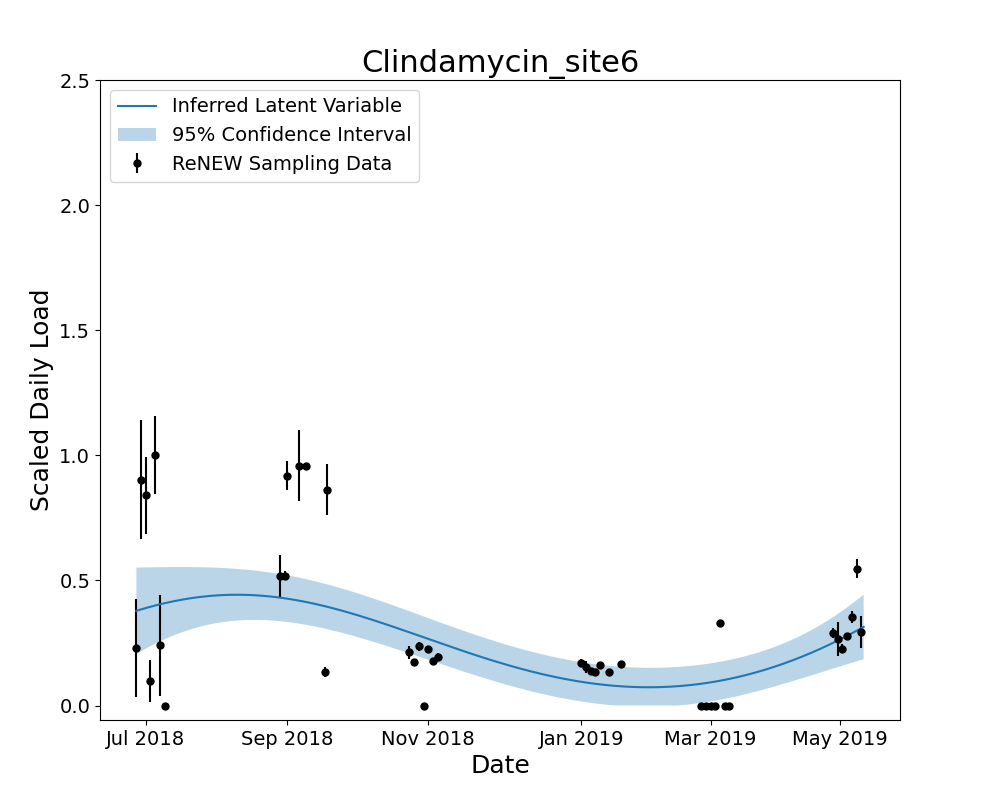 Clindamycin_site6
2.5
Inferred Latent Variable
95% Confidence Interval
ReNEW Sampling Data
2.0
1.5
1.0
0.5
0.0
Scaled Daily Load
Jul 2018 Sep 2018 Nov 2018 Jan 2019 Mar 2019 May 2019
Date